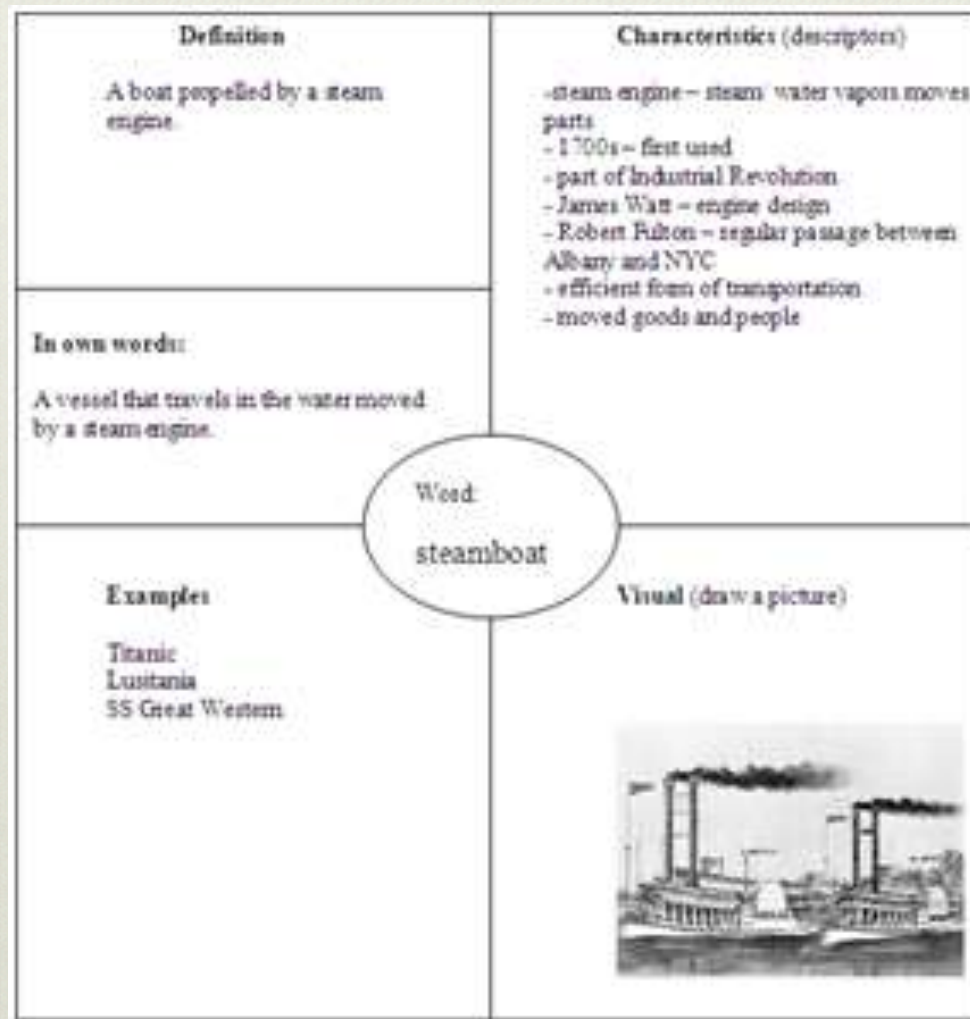 Definition
A boat propelled by a steam
engine.
In own words:
A vessel that travels in the water moved
by a steam engine.
Characteristics (descriptors)
-steam engine – steam water vapors moves
parts
- 1700s – first used
- part of Industrial Revolution
- James Watt – engine design
- Robert Fulton – regular passage between
Albany and NYC
- efficient form of transportation
- moved goods and people
Word:
steamboat
Examples
Titanic
Lusitania
SS Great Western
Visual (draw a picture)